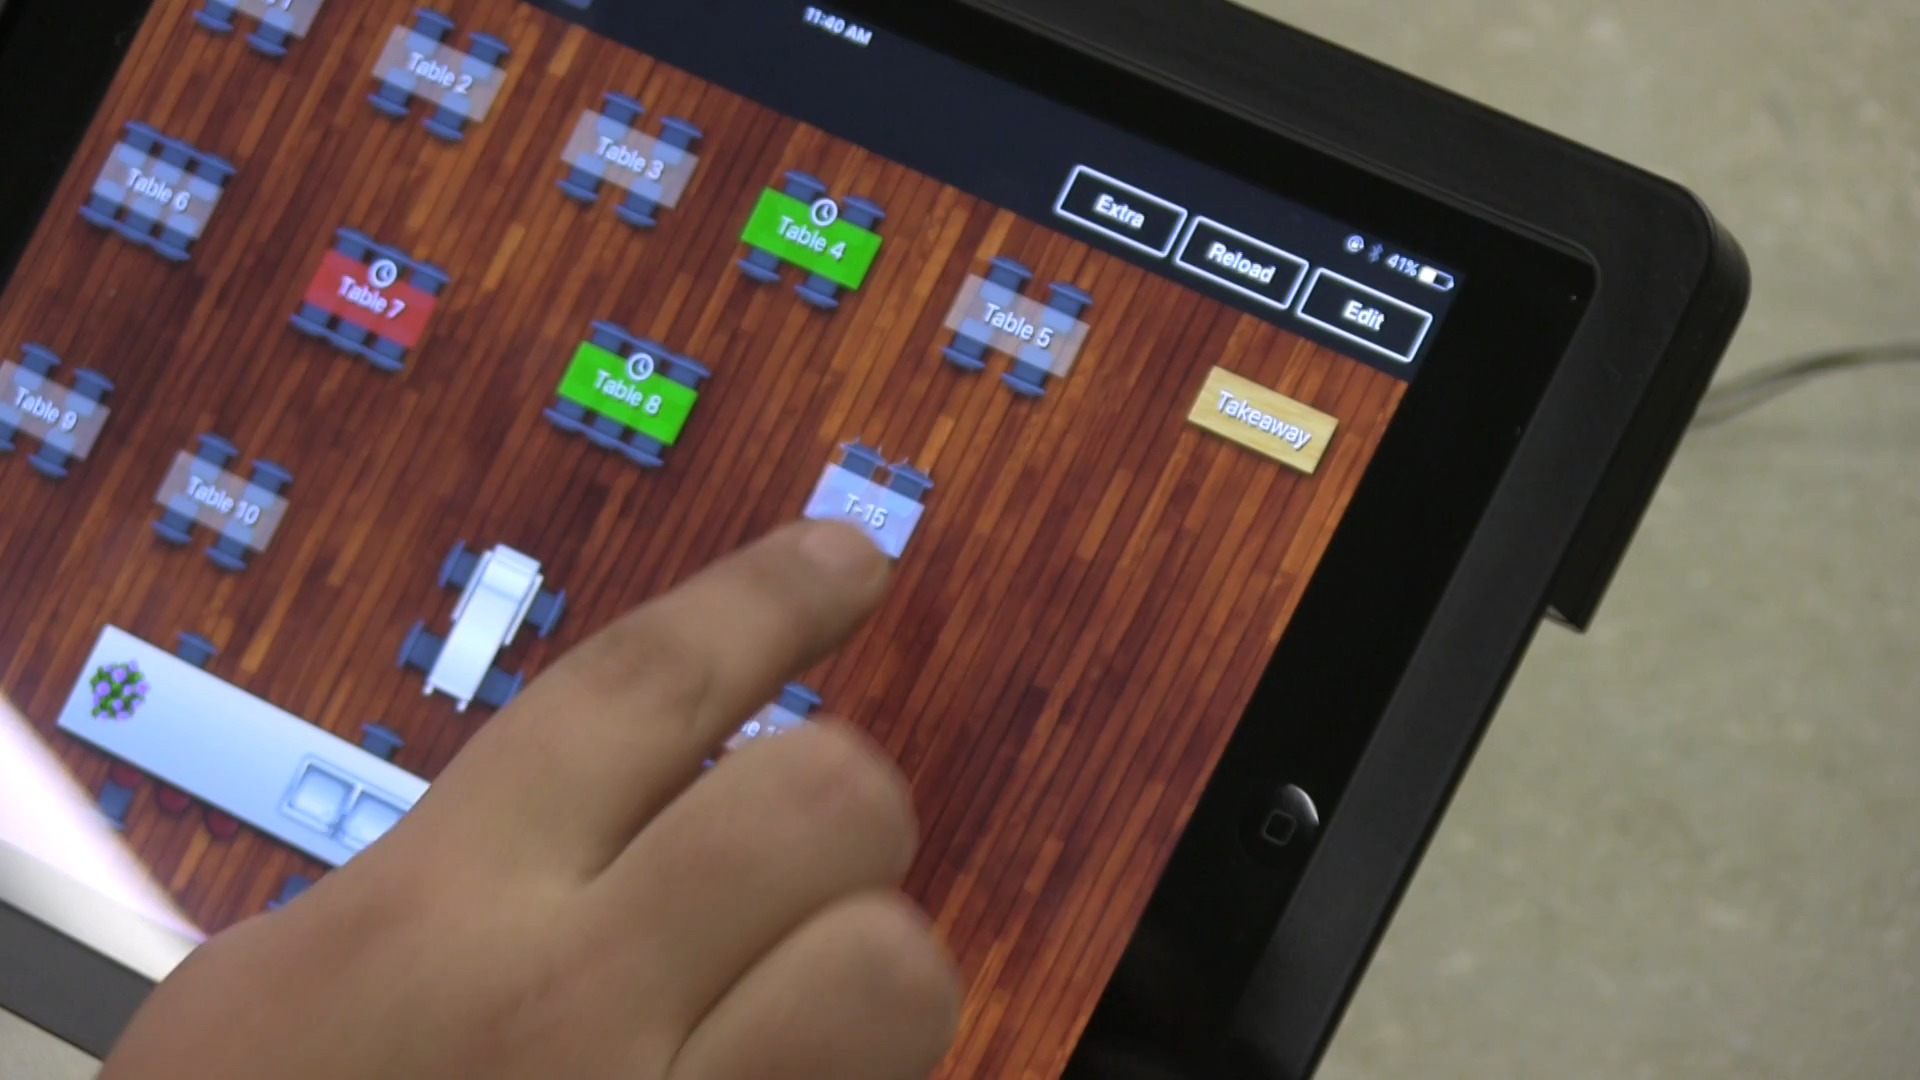 11:40 AM
41%
Extra
Reload
Edit
Table 2
Table 3
Table 4
Table 5
Takeaway
Table 6
Table 7
Table 8
T-15
Table 9
Table 10